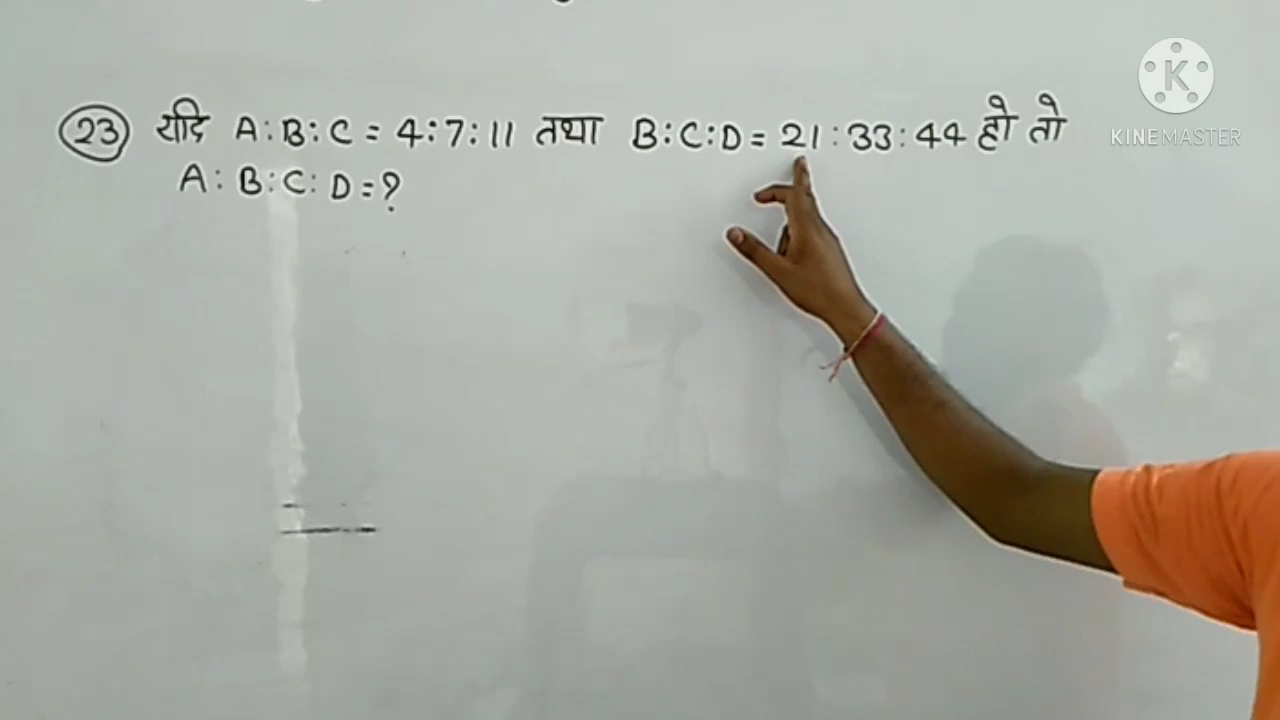 23 यदि A:B:C = 4:7:11 तथा B:C:D = 21:33:44 हो तो
A:B:C:D = ?
K
KINEMASTER